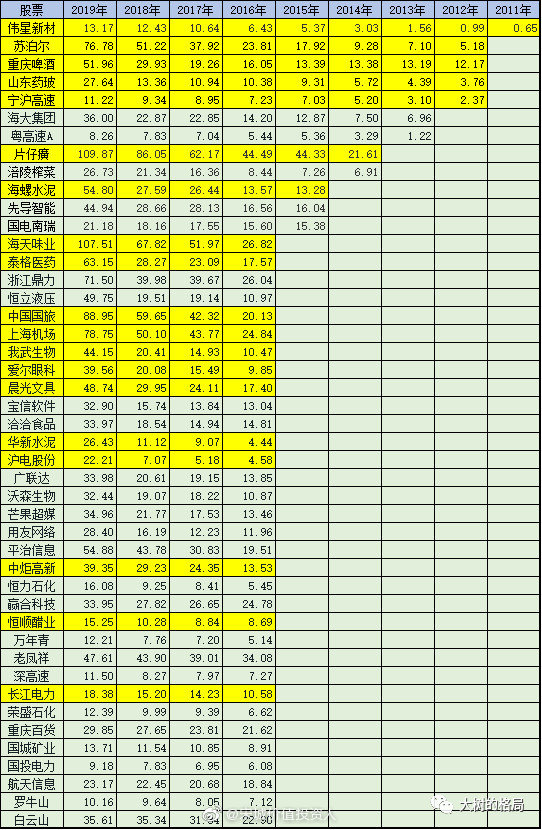 股票 2019年 2018年 2017年 2016年 2015年 2014年 2013年 2012年 2011年
伟星新材 13.17 12.43 10.64 6.43 5.37 3.03 1.56 0.99 0.65
苏泊尔 76.78 51.22 37.92 23.81 17.92 9.28 7.10 5.18
重庆啤酒 51.96 29.93 19.26 16.05 13.39 13.38 13.19 12.17
山东药玻 27.64 13.36 10.94 10.38 9.31 5.72 4.39 3.76
宁沪高速 11.22 9.34 8.95 7.23 7.03 5.20 3.10 2.37
海大集团 36.00 22.87 22.85 14.20 12.87 7.50 6.96
粤高速A 8.26 7.83 7.04 5.44 5.36 3.29 1.22
片仔癀 109.87 86.05 62.17 44.49 44.33 21.61
涪陵榨菜 26.73 21.34 16.36 8.44 7.26 6.91
海螺水泥 54.80 27.59 26.44 13.57 13.28
先导智能 44.94 28.66 28.13 16.56 16.04
国电南瑞 21.18 18.16 17.55 15.60 15.38
海天味业 107.51 67.82 51.97 26.82
泰格医药 63.15 28.27 23.09 17.57
浙江鼎力 71.50 39.98 39.67 26.04
恒立液压 49.75 19.51 19.14 10.97
中国国旅 88.95 59.65 42.32 20.13
上海机场 78.75 50.10 43.77 24.84
我武生物 44.15 20.41 14.93 10.47
爱尔眼科 39.56 20.08 15.49 9.85
晨光文具 48.74 29.95 24.11 17.40
宝信软件 32.90 15.74 13.84 13.04
洽洽食品 33.97 18.54 14.94 14.81
华新水泥 26.43 11.12 9.07 4.44
沪电股份 22.21 7.07 5.18 4.58
广联达 33.98 20.61 19.15 13.85
沃森生物 32.44 19.07 18.22 10.87
芒果超媒 34.96 21.77 17.53 13.46
用友网络 28.40 16.19 12.23 11.96
平治信息 54.88 43.78 30.83 19.51
中炬高新 39.35 29.23 24.35 13.53
恒力石化 16.08 9.25 8.41 5.45
赢合科技 33.95 27.82 26.65 24.78
恒顺醋业 15.25 10.28 8.84 8.69
万年青 12.21 7.76 7.20 5.14
老凤祥 47.61 43.90 39.01 34.08
深高速 11.50 8.27 7.97 7.27
长江电力 18.38 15.20 14.23 10.58
荣盛石化 12.39 9.99 9.39 6.62
重庆百货 29.85 27.65 23.81 21.62
国城矿业 13.71 11.54 10.85 8.91
国投电力 9.18 7.83 6.95 6.08
航天信息 23.17 22.45 20.68 18.84
罗牛山 10.16 9.64 8.05 7.12
白云山 35.61 35.34 31.34 22.90
大树的格局